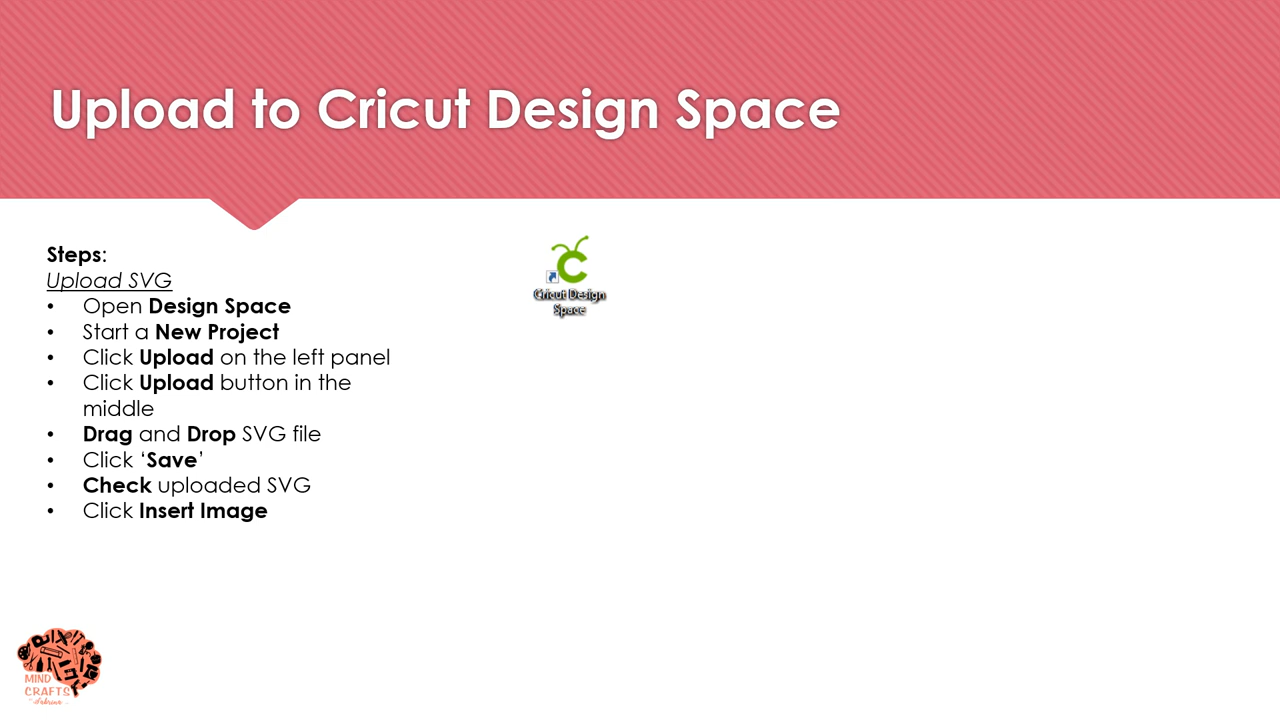 Upload to Cricut Design Space
Steps:
Upload SVG
• Open Design Space
• Start a New Project
• Click Upload on the left panel
• Click Upload button in the
middle
• Drag and Drop SVG file
• Click ‘Save’
• Check uploaded SVG
• Click Insert Image
Cricut Design
Space
MIND
CRAFTS